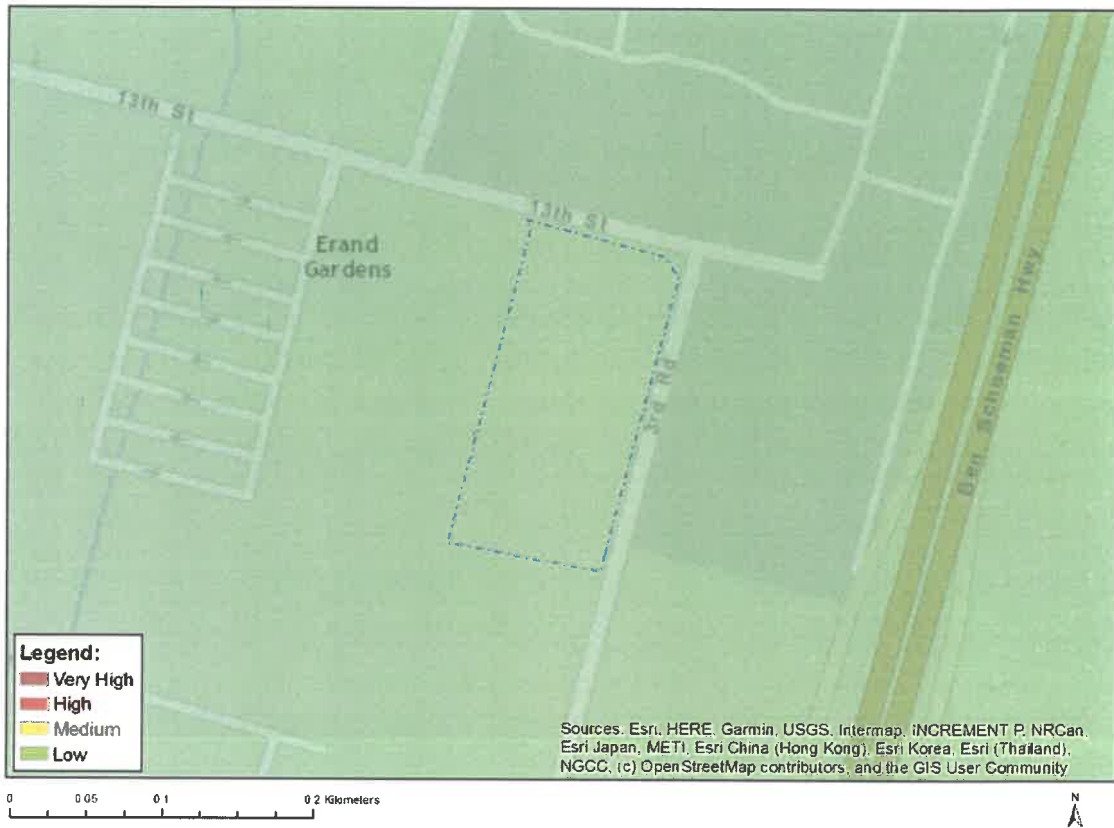 13th St
13th St
Erand
Gardens
3rd Rd
Ben Schoeman Hwy
Legend:
Very High
High
Medium
Low
Sources: Esri, HERE, Garmin, USGS, Intermap, INCREMENT P, NRCan,
Esri Japan, METI, Esri China (Hong Kong), Esri Korea, Esri (Thailand),
NGCC, (c) OpenStreetMap contributors, and the GIS User Community
0 0.05 0.1 0.2 Kilometers
N